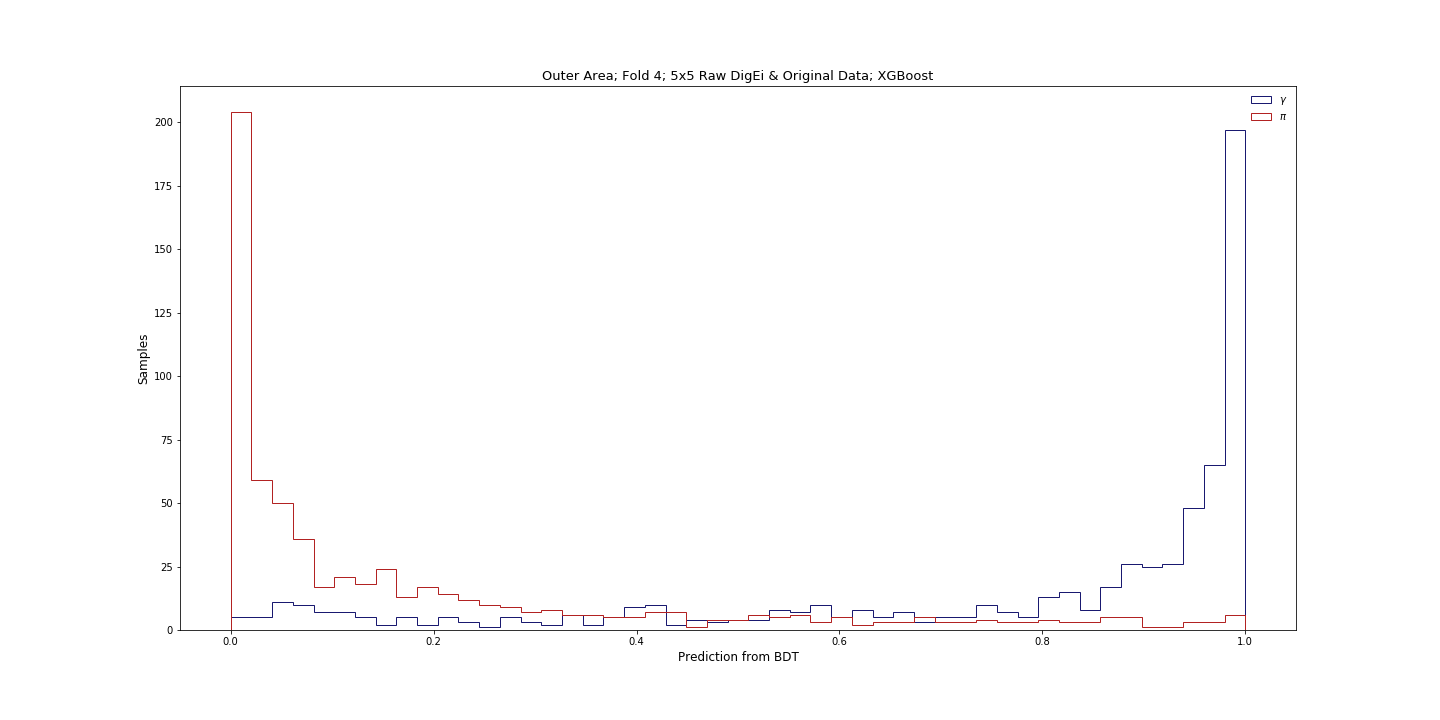 Outer Area; Fold 4; 5x5 Raw DigEi & Original Data; XGBoost
γ
π
200
175
150
125
100
75
50
25
0
Samples
0.0 0.2 0.4 0.6 0.8 1.0
Prediction from BDT